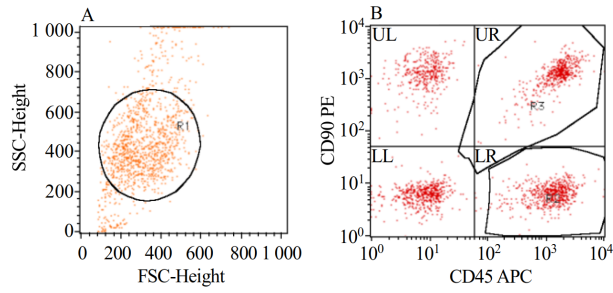 A
1 000
800
600
400
200
0
SSC-Height
R1
0 200 400 600 800 1 000
FSC-Height
B
10⁴
10³
10²
10¹
10⁰
CD90 PE
UL UR
R3
LL LR
10⁰ 10¹ 10² 10³ 10⁴
CD45 APC